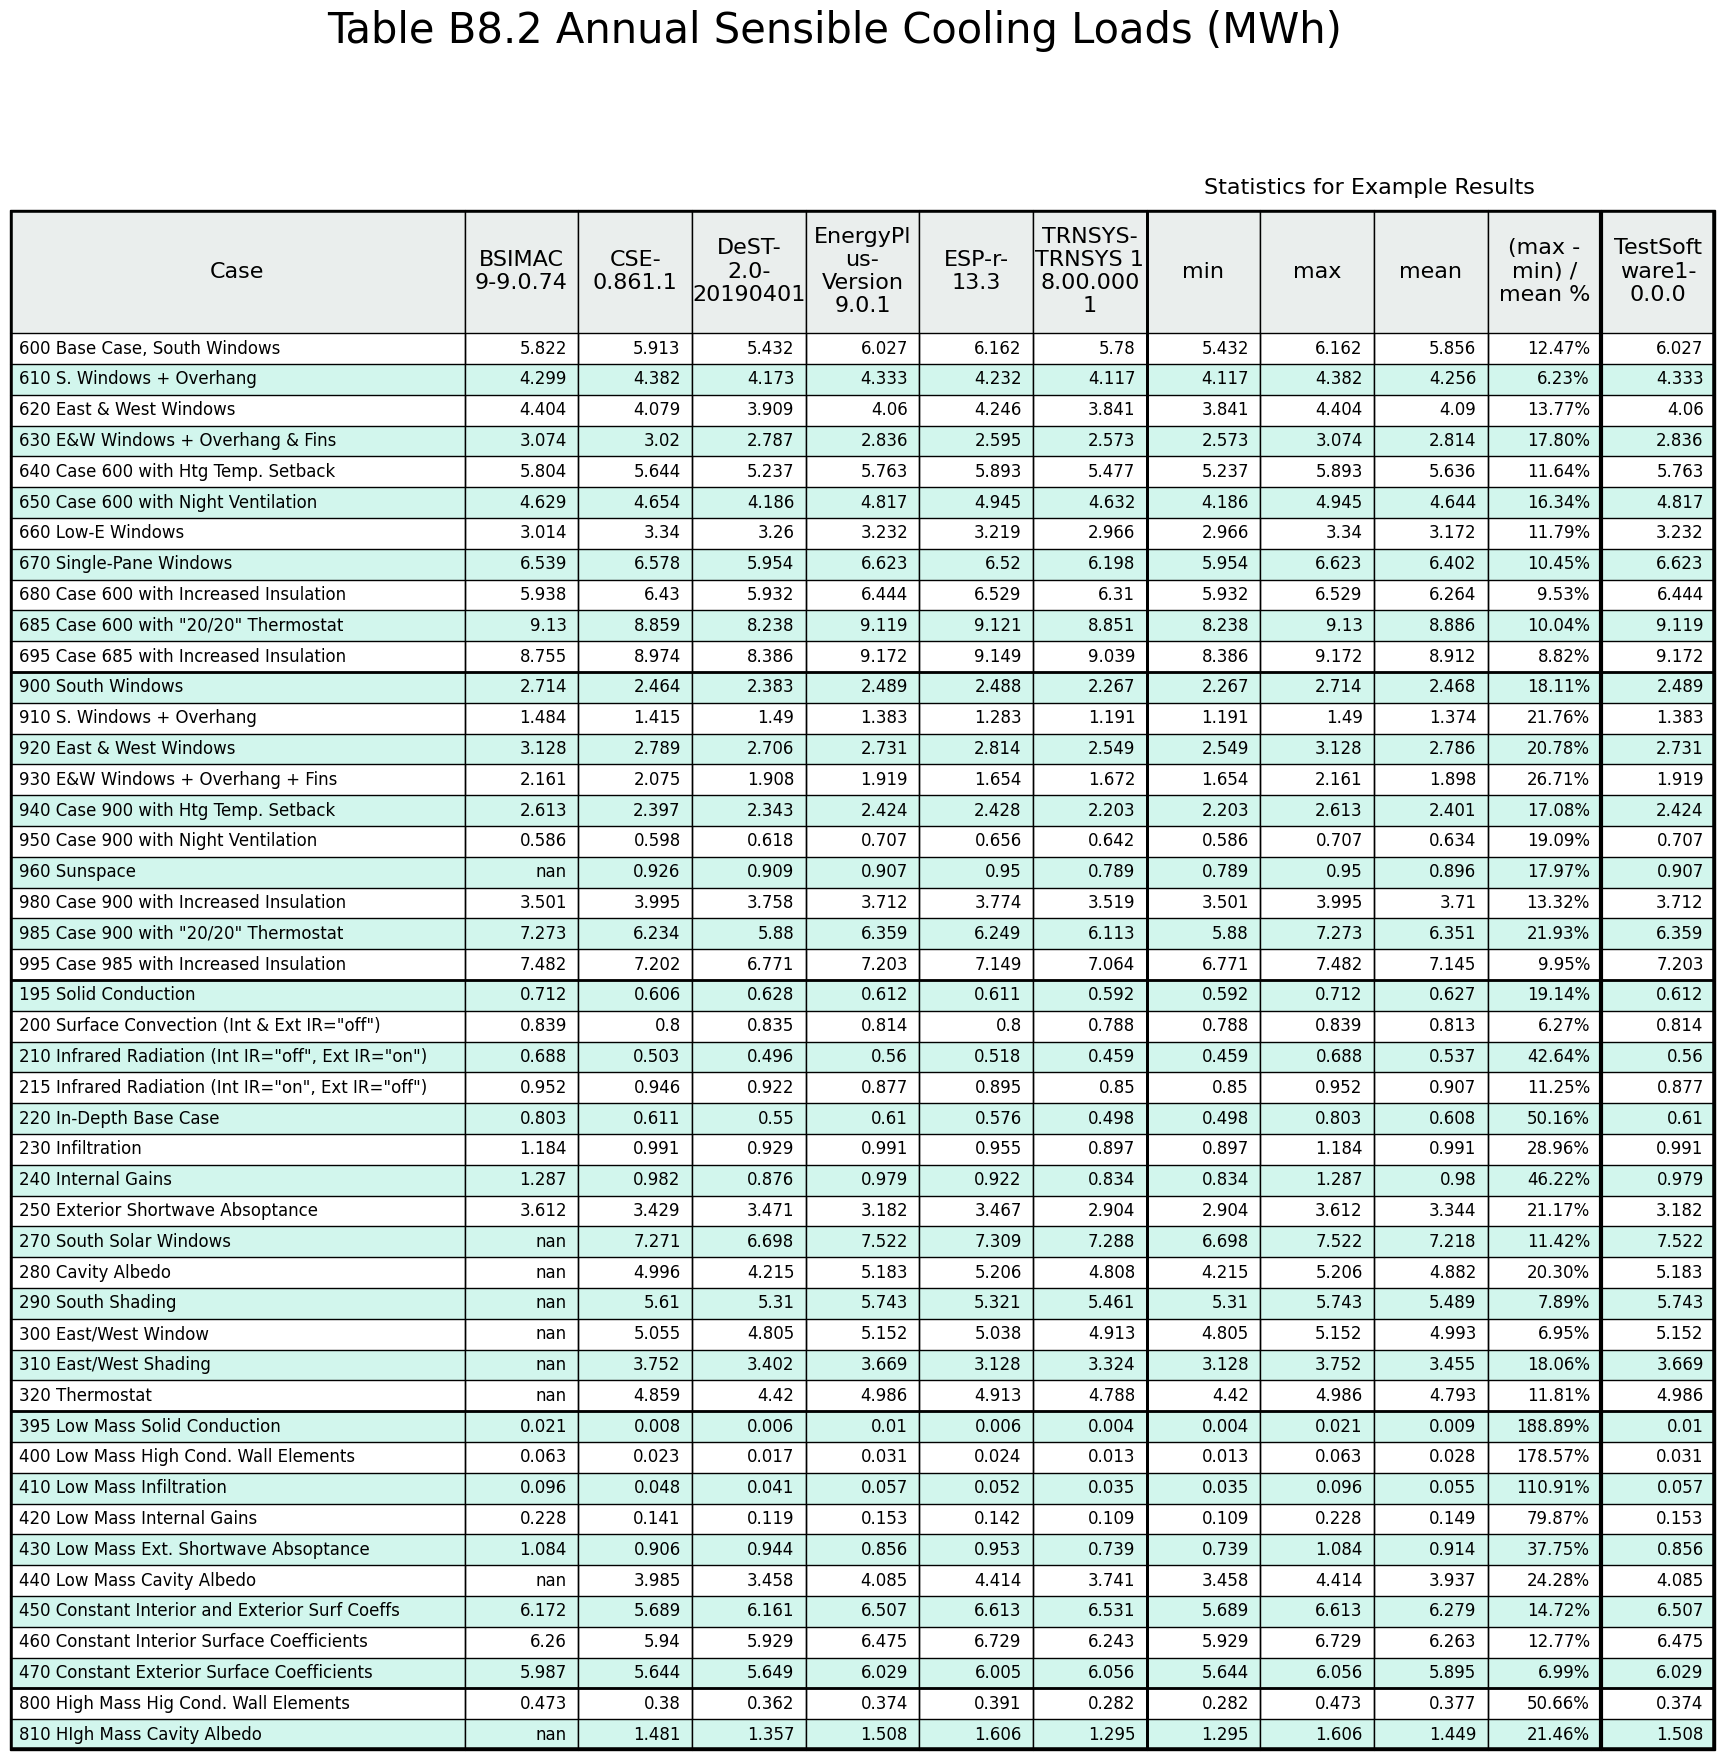 Table B8.2 Annual Sensible Cooling Loads (MWh)
Statistics for Example Results
Case BSIMAC 9-9.0.74 CSE- 0.861.1 DeST- 2.0- 20190401 EnergyPl us- Version 9.0.1 ESP-r- 13.3 TRNSYS- TRNSYS 1 8.00.000 1 min max mean (max - min) / mean % TestSoft ware1- 0.0.0
600 Base Case, South Windows 5.822 5.913 5.432 6.027 6.162 5.78 5.432 6.162 5.856 12.47% 6.027
610 S. Windows + Overhang 4.299 4.382 4.173 4.333 4.232 4.117 4.117 4.382 4.256 6.23% 4.333
620 East & West Windows 4.404 4.079 3.909 4.06 4.246 3.841 3.841 4.404 4.09 13.77% 4.06
630 E&W Windows + Overhang & Fins 3.074 3.02 2.787 2.836 2.595 2.573 2.573 3.074 2.814 17.80% 2.836
640 Case 600 with Htg Temp. Setback 5.804 5.644 5.237 5.763 5.893 5.477 5.237 5.893 5.636 11.64% 5.763
650 Case 600 with Night Ventilation 4.629 4.654 4.186 4.817 4.945 4.632 4.186 4.945 4.644 16.34% 4.817
660 Low-E Windows 3.014 3.34 3.26 3.232 3.219 2.966 2.966 3.34 3.172 11.79% 3.232
670 Single-Pane Windows 6.539 6.578 5.954 6.623 6.52 6.198 5.954 6.623 6.402 10.45% 6.623
680 Case 600 with Increased Insulation 5.938 6.43 5.932 6.444 6.529 6.31 5.932 6.529 6.264 9.53% 6.444
685 Case 600 with "20/20" Thermostat 9.13 8.859 8.238 9.119 9.121 8.851 8.238 9.13 8.886 10.04% 9.119
695 Case 685 with Increased Insulation 8.755 8.974 8.386 9.172 9.149 9.039 8.386 9.172 8.912 8.82% 9.172
900 South Windows 2.714 2.464 2.383 2.489 2.488 2.267 2.267 2.714 2.468 18.11% 2.489
910 S. Windows + Overhang 1.484 1.415 1.49 1.383 1.283 1.191 1.191 1.49 1.374 21.76% 1.383
920 East & West Windows 3.128 2.789 2.706 2.731 2.814 2.549 2.549 3.128 2.786 20.78% 2.731
930 E&W Windows + Overhang + Fins 2.161 2.075 1.908 1.919 1.654 1.672 1.654 2.161 1.898 26.71% 1.919
940 Case 900 with Htg Temp. Setback 2.613 2.397 2.343 2.424 2.428 2.203 2.203 2.613 2.401 17.08% 2.424
950 Case 900 with Night Ventilation 0.586 0.598 0.618 0.707 0.656 0.642 0.586 0.707 0.634 19.09% 0.707
960 Sunspace nan 0.926 0.909 0.907 0.95 0.789 0.789 0.95 0.896 17.97% 0.907
980 Case 900 with Increased Insulation 3.501 3.995 3.758 3.712 3.774 3.519 3.501 3.995 3.71 13.32% 3.712
985 Case 900 with "20/20" Thermostat 7.273 6.234 5.88 6.359 6.249 6.113 5.88 7.273 6.351 21.93% 6.359
995 Case 985 with Increased Insulation 7.482 7.202 6.771 7.203 7.149 7.064 6.771 7.482 7.145 9.95% 7.203
195 Solid Conduction 0.712 0.606 0.628 0.612 0.611 0.592 0.592 0.712 0.627 19.14% 0.612
200 Surface Convection (Int & Ext IR="off") 0.839 0.8 0.835 0.814 0.8 0.788 0.788 0.839 0.813 6.27% 0.814
210 Infrared Radiation (Int IR="off", Ext IR="on") 0.688 0.503 0.496 0.56 0.518 0.459 0.459 0.688 0.537 42.64% 0.56
215 Infrared Radiation (Int IR="on", Ext IR="off") 0.952 0.946 0.922 0.877 0.895 0.85 0.85 0.952 0.907 11.25% 0.877
220 In-Depth Base Case 0.803 0.611 0.55 0.61 0.576 0.498 0.498 0.803 0.608 50.16% 0.61
230 Infiltration 1.184 0.991 0.929 0.991 0.955 0.897 0.897 1.184 0.991 28.96% 0.991
240 Internal Gains 1.287 0.982 0.876 0.979 0.922 0.834 0.834 1.287 0.98 46.22% 0.979
250 Exterior Shortwave Absoptance 3.612 3.429 3.471 3.182 3.467 2.904 2.904 3.612 3.344 21.17% 3.182
270 South Solar Windows nan 7.271 6.698 7.522 7.309 7.288 6.698 7.522 7.218 11.42% 7.522
280 Cavity Albedo nan 4.996 4.215 5.183 5.206 4.808 4.215 5.206 4.882 20.30% 5.183
290 South Shading nan 5.61 5.31 5.743 5.321 5.461 5.31 5.743 5.489 7.89% 5.743
300 East/West Window nan 5.055 4.805 5.152 5.038 4.913 4.805 5.152 4.993 6.95% 5.152
310 East/West Shading nan 3.752 3.402 3.669 3.128 3.324 3.128 3.752 3.455 18.06% 3.669
320 Thermostat nan 4.859 4.42 4.986 4.913 4.788 4.42 4.986 4.793 11.81% 4.986
395 Low Mass Solid Conduction 0.021 0.008 0.006 0.01 0.006 0.004 0.004 0.021 0.009 188.89% 0.01
400 Low Mass High Cond. Wall Elements 0.063 0.023 0.017 0.031 0.024 0.013 0.013 0.063 0.028 178.57% 0.031
410 Low Mass Infiltration 0.096 0.048 0.041 0.057 0.052 0.035 0.035 0.096 0.055 110.91% 0.057
420 Low Mass Internal Gains 0.228 0.141 0.119 0.153 0.142 0.109 0.109 0.228 0.149 79.87% 0.153
430 Low Mass Ext. Shortwave Absoptance 1.084 0.906 0.944 0.856 0.953 0.739 0.739 1.084 0.914 37.75% 0.856
440 Low Mass Cavity Albedo nan 3.985 3.458 4.085 4.414 3.741 3.458 4.414 3.937 24.28% 4.085
450 Constant Interior and Exterior Surf Coeffs 6.172 5.689 6.161 6.507 6.613 6.531 5.689 6.613 6.279 14.72% 6.507
460 Constant Interior Surface Coefficients 6.26 5.94 5.929 6.475 6.729 6.243 5.929 6.729 6.263 12.77% 6.475
470 Constant Exterior Surface Coefficients 5.987 5.644 5.649 6.029 6.005 6.056 5.644 6.056 5.895 6.99% 6.029
800 High Mass Hig Cond. Wall Elements 0.473 0.38 0.362 0.374 0.391 0.282 0.282 0.473 0.377 50.66% 0.374
810 HIgh Mass Cavity Albedo nan 1.481 1.357 1.508 1.606 1.295 1.295 1.606 1.449 21.46% 1.508